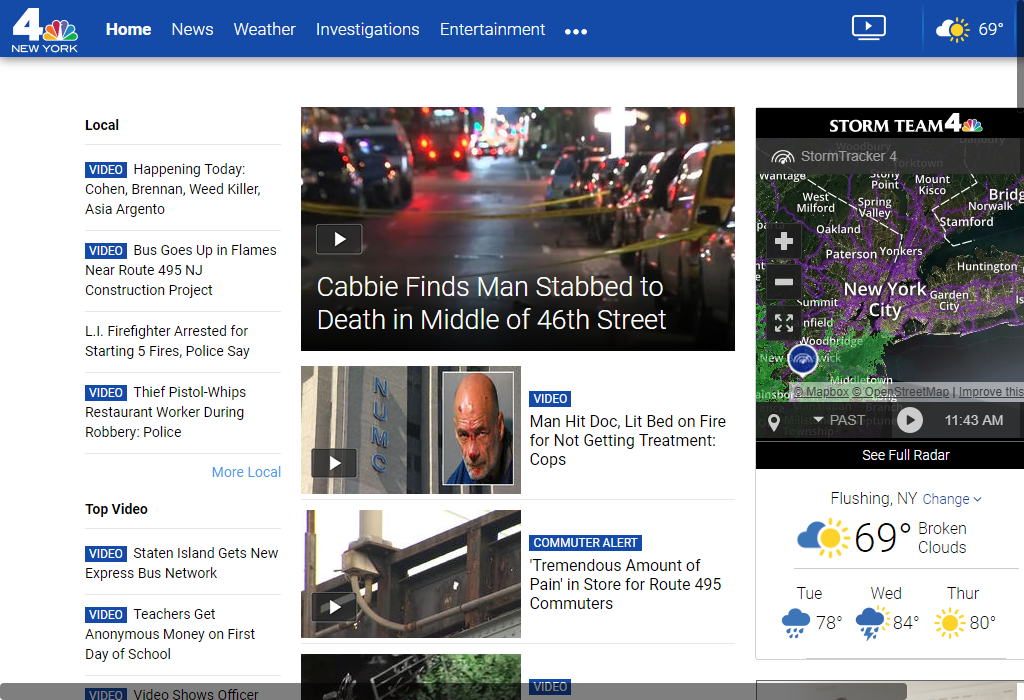 4
NEW YORK
Home
News
Weather
Investigations
Entertainment
69°
Local
VIDEO Happening Today:
Cohen, Brennan, Weed Killer,
Asia Argento
VIDEO Bus Goes Up in Flames
Near Route 495 NJ
Construction Project
L.I. Firefighter Arrested for
Starting 5 Fires, Police Say
VIDEO Thief Pistol-Whips
Restaurant Worker During
Robbery: Police
More Local
Top Video
VIDEO Staten Island Gets New
Express Bus Network
VIDEO Teachers Get
Anonymous Money on First
Day of School
VIDEO Video Shows Officer
Cabbie Finds Man Stabbed to
Death in Middle of 46th Street
NUMC
VIDEO
Man Hit Doc, Lit Bed on Fire
for Not Getting Treatment:
Cops
COMMUTER ALERT
'Tremendous Amount of
Pain' in Store for Route 495
Commuters
VIDEO
STORM TEAM 4
StormTracker 4
Woodbury
Danbury
Yorktown
Wantage
Stony
Point
Mount
Kisco
West
Milford
Spring
Valley
Bridg
Norwalk
Stamford
Oakland
Paterson
Yonkers
Huntington
New York
City
Garden
City
Summit
nfield
Woodbridge
New
wick
Middletown
© Mapbox © OpenStreetMap | Improve this
PAST
11:43 AM
See Full Radar
Flushing, NY Change
69°
Broken
Clouds
Tue
78°
Wed
84°
Thur
80°